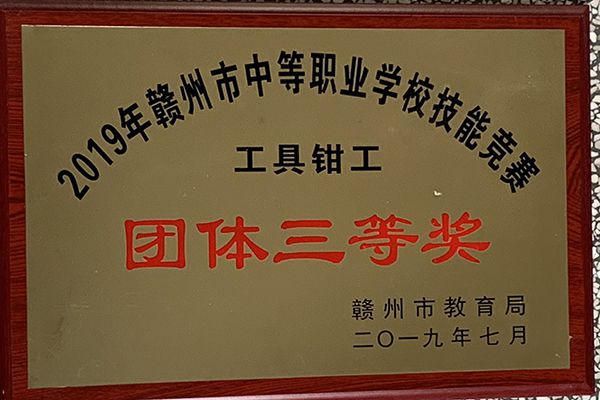 2019年赣州市中等职业学校技能竞赛
工具钳工
团体三等奖
赣州市教育局
二〇一九年七月